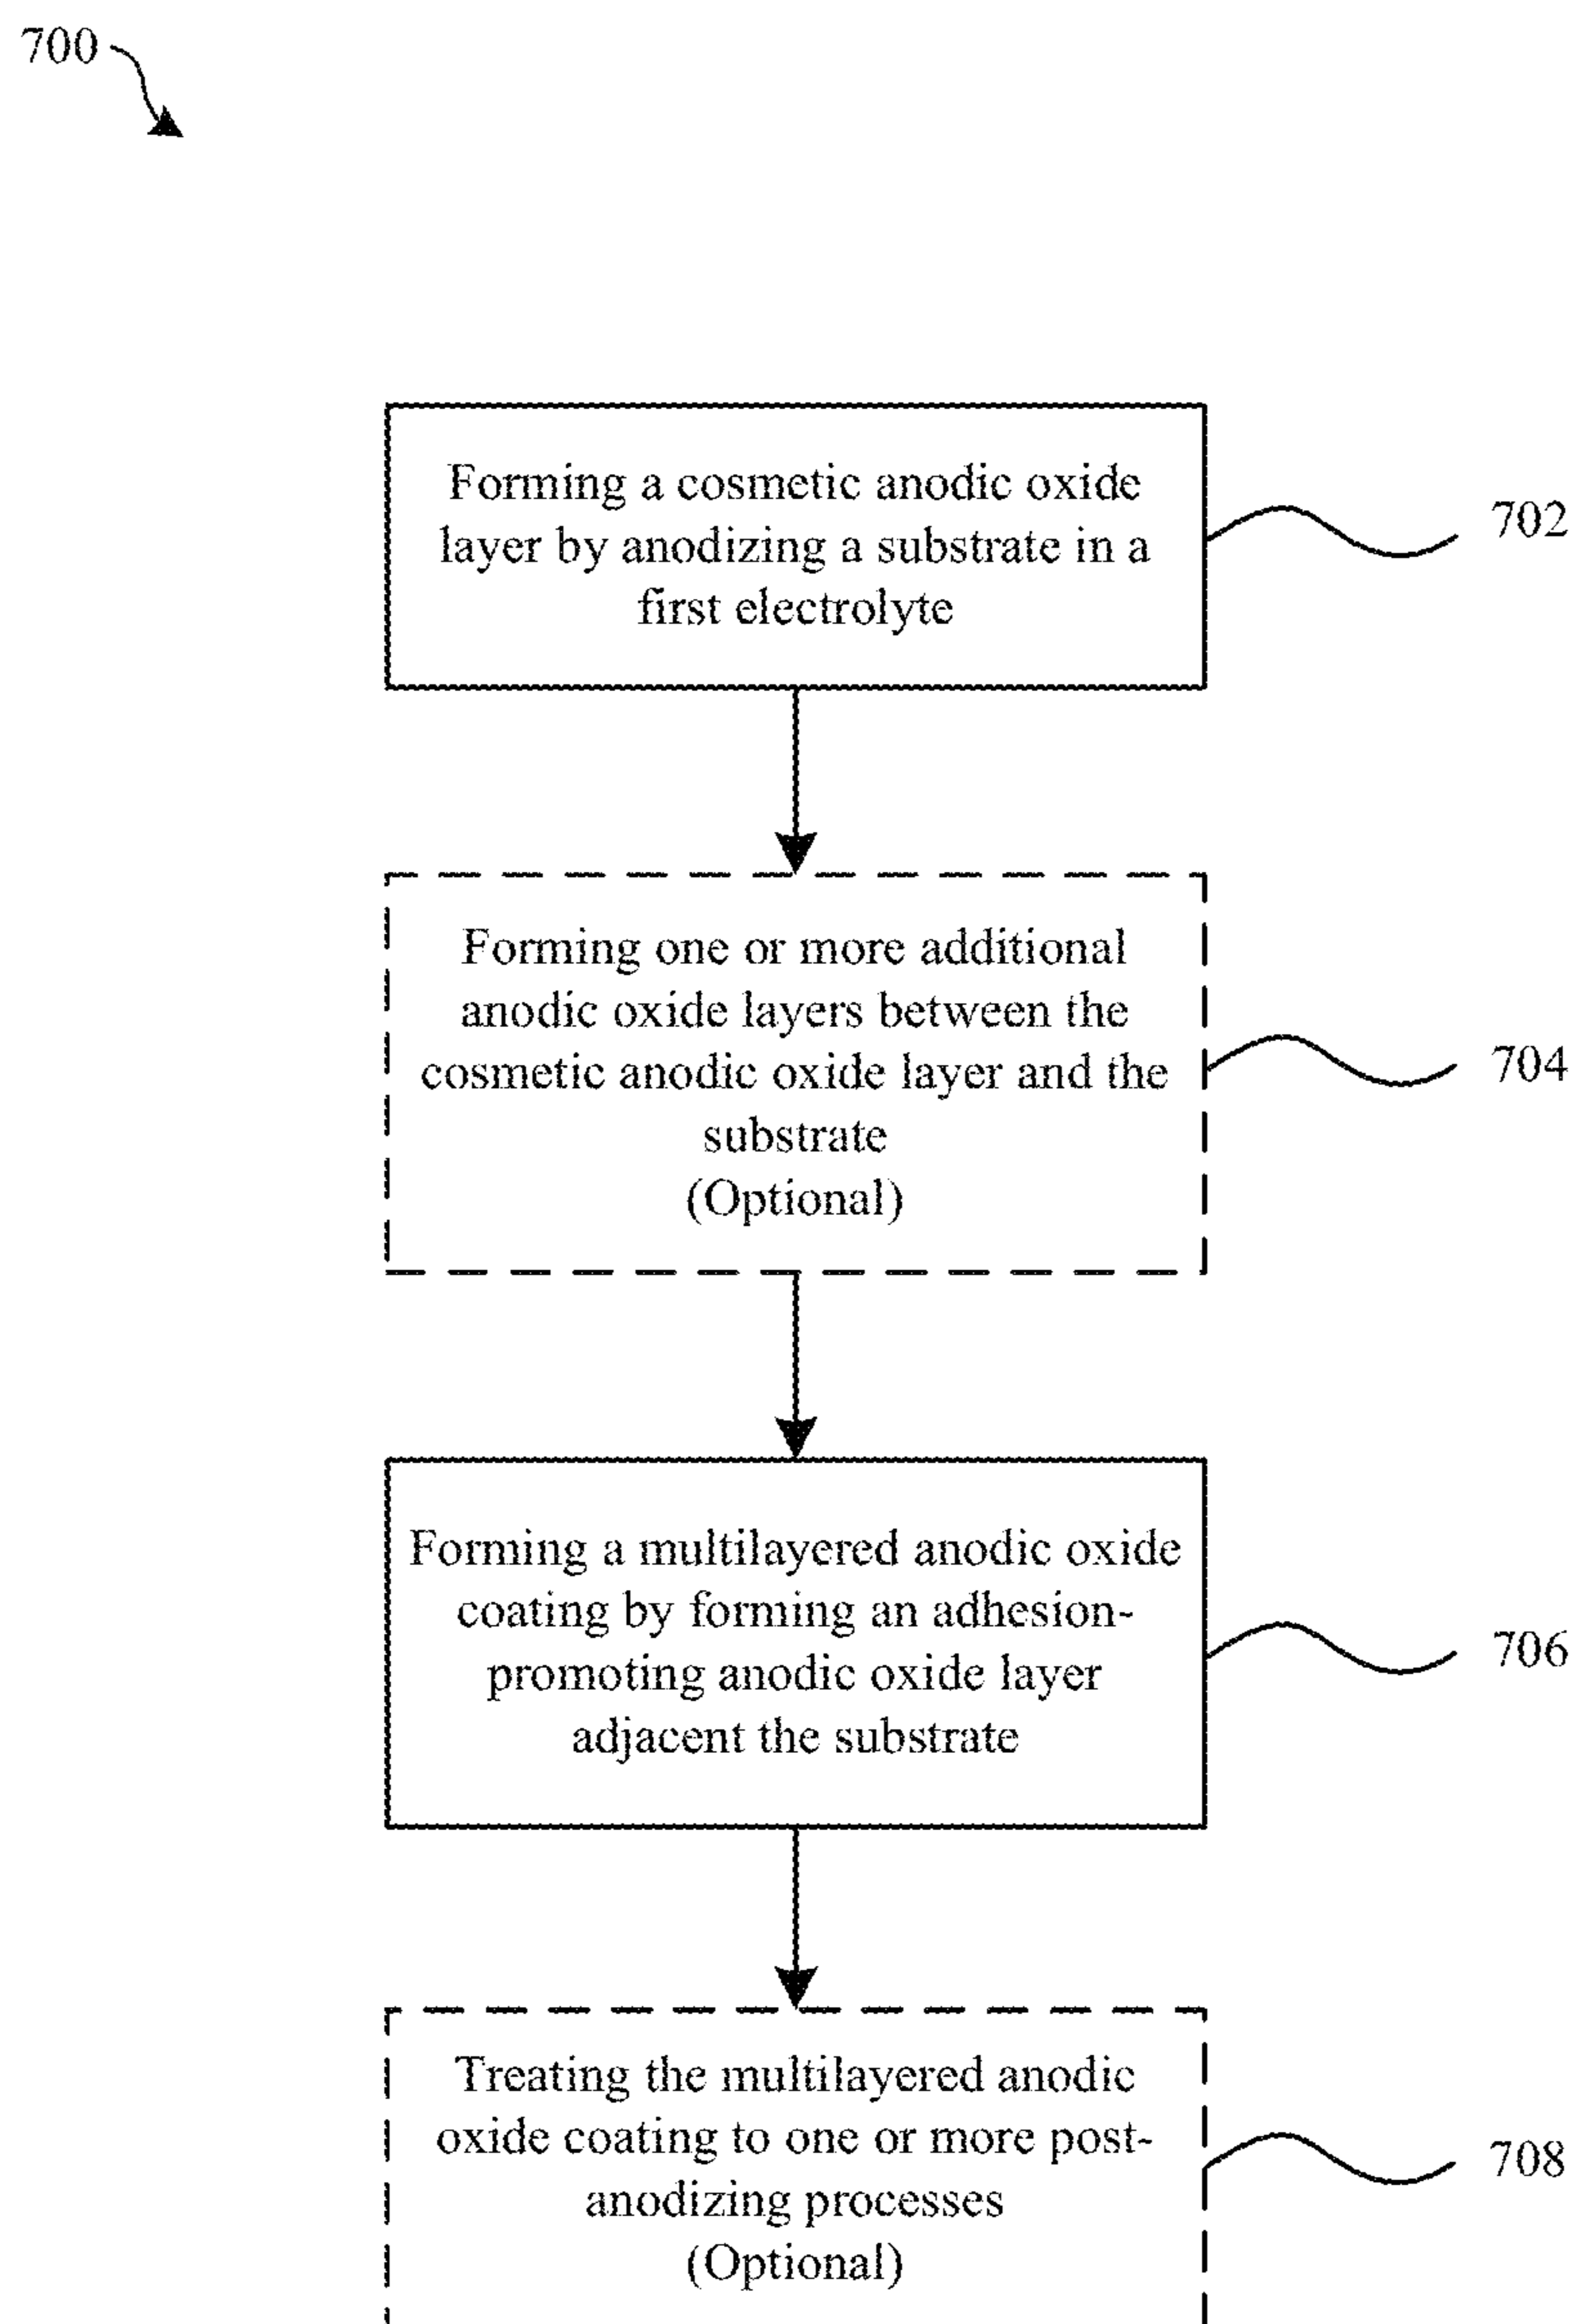 700
Forming a cosmetic anodic oxide
layer by anodizing a substrate in a
first electrolyte
702
Forming one or more additional
anodic oxide layers between the
cosmetic anodic oxide layer and the
substrate
(Optional)
704
Forming a multilayered anodic oxide
coating by forming an adhesion-
promoting anodic oxide layer
adjacent the substrate
706
Treating the multilayered anodic
oxide coating to one or more post-
anodizing processes
(Optional)
708